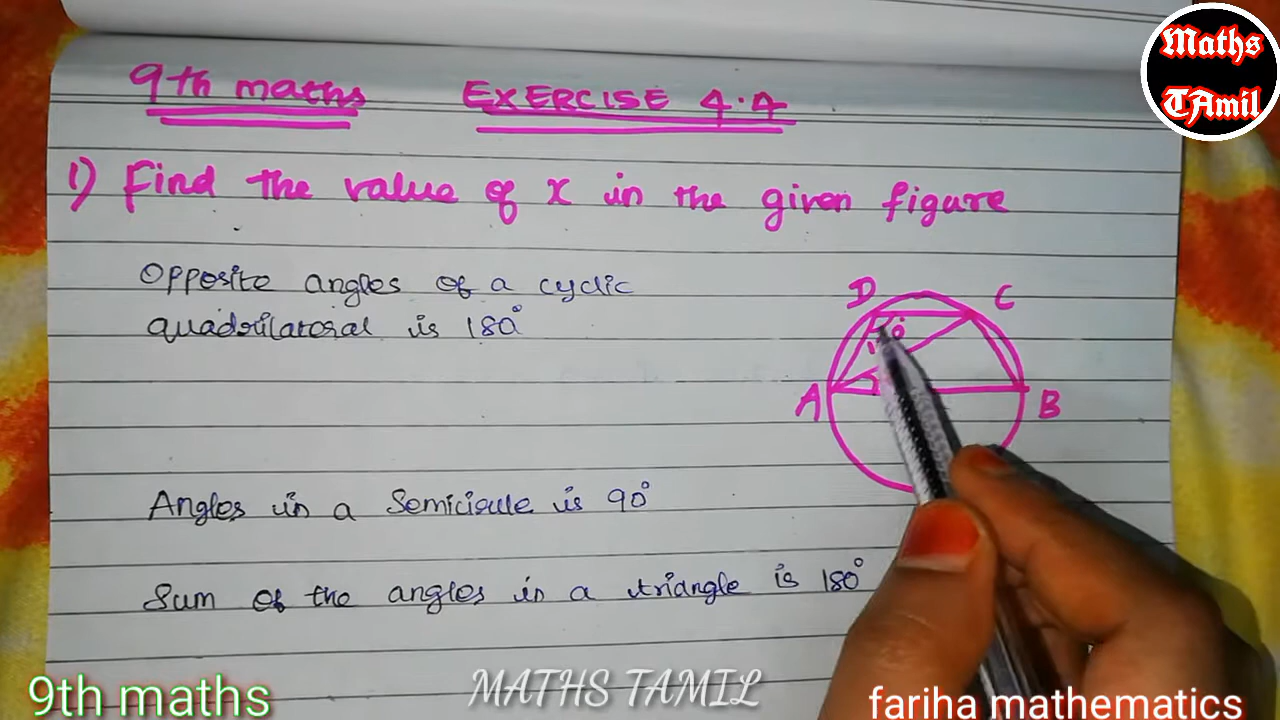 Maths
TAmil
9th maths EXERCISE 4.4
1) Find the value of x in the given figure
Opposite angles of a cyclic
quadrilateral is 180°
D C
A B
Angles in a Semicircle is 90°
Sum of the angles in a triangle is 180°
9th maths MATHS TAMIL fariha mathematics